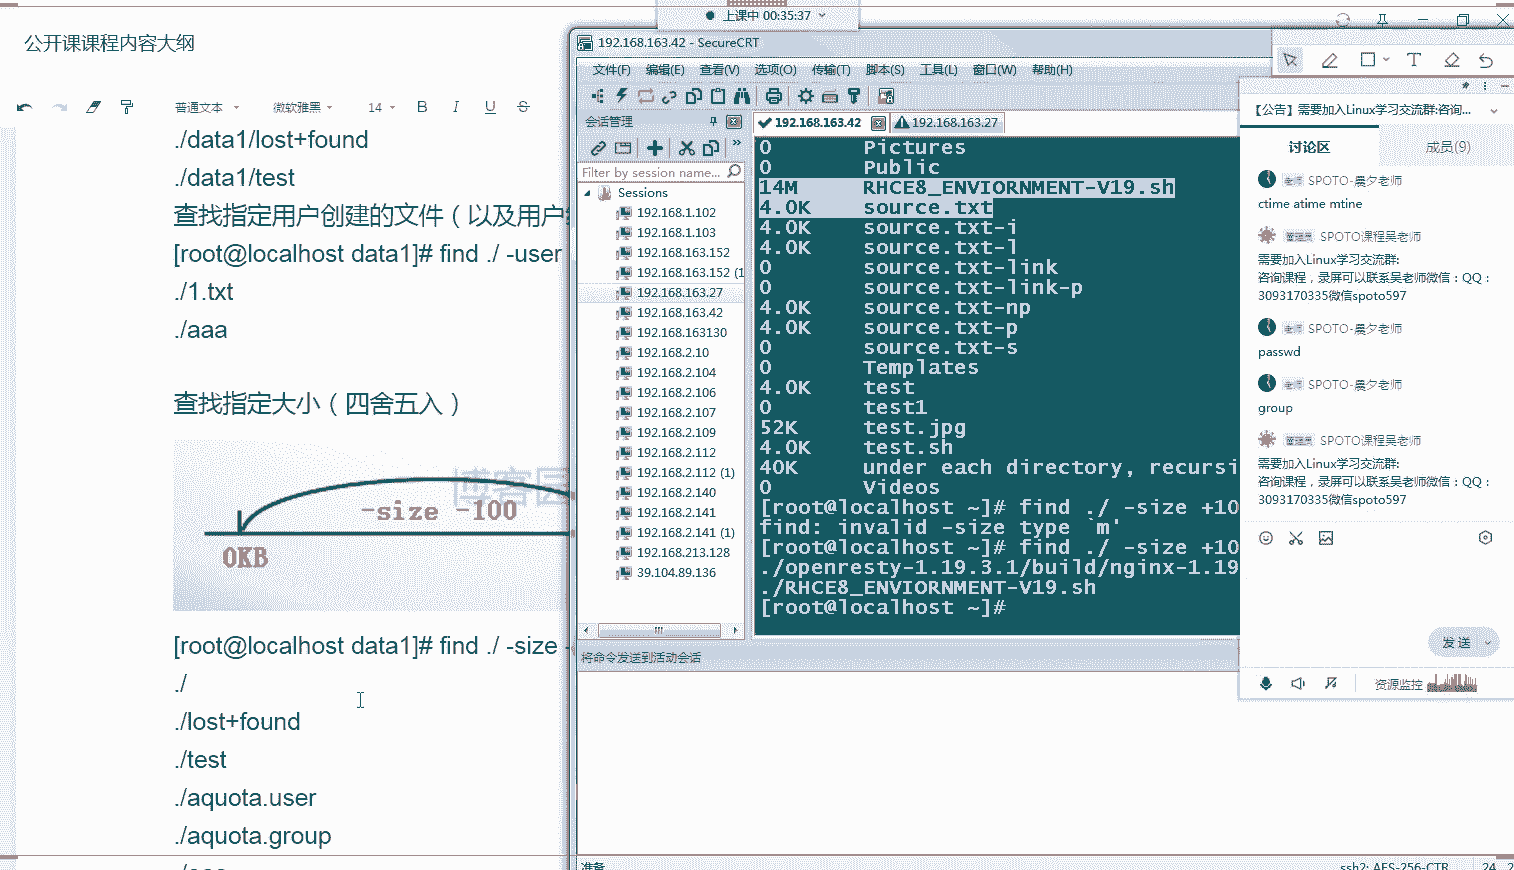 上课中 00:35:37
公开课课程内容大纲
普通文本
微软雅黑
14
B
I
U
S
./data1/lost+found
./data1/test
查找指定用户创建的文件（以及用户
[root@localhost data1]# find ./ -user
./1.txt
./aaa
查找指定大小（四舍五入）
博客园
-size -100
0KB
[root@localhost data1]# find ./ -size
./
./lost+found
./test
./aquota.user
./aquota.group
192.168.163.42 - SecureCRT
文件(F) 编辑(E) 查看(V) 选项(O) 传输(T) 脚本(S) 工具(L) 窗口(W) 帮助(H)
会话管理
Filter by session name...
Sessions
192.168.1.102
192.168.1.103
192.168.163.152
192.168.163.152 (1
192.168.163.27
192.168.163.42
192.168.163130
192.168.2.10
192.168.2.104
192.168.2.106
192.168.2.107
192.168.2.109
192.168.2.112
192.168.2.112 (1)
192.168.2.140
192.168.2.141
192.168.2.141 (1)
192.168.213.128
39.104.89.136
192.168.163.42
192.168.163.27
0 Pictures
0 Public
14M RHCE8_ENVIORNMENT-V19.sh
4.0K source.txt
4.0K source.txt-i
4.0K source.txt-l
0 source.txt-link
0 source.txt-link-p
4.0K source.txt-np
4.0K source.txt-p
0 source.txt-s
0 Templates
4.0K test
0 test1
52K test.jpg
4.0K test.sh
40K under each directory, recursi
0 Videos
[root@localhost ~]# find ./ -size +10
find: invalid -size type `m'
[root@localhost ~]# find ./ -size +10
./openresty-1.19.3.1/build/nginx-1.19
./RHCE8_ENVIORNMENT-V19.sh
[root@localhost ~]#
将命令发送到活动会话
准备
ssh2: AES-256-CTR
24,
T
【公告】需要加入Linux学习交流群:咨询...
讨论区
成员(9)
老师 SPOTO-晨夕老师
ctime atime mtine
管理员 SPOTO课程吴老师
需要加入Linux学习交流群:
咨询课程，录屏可以联系吴老师微信：QQ：
3093170335微信spoto597
老师 SPOTO-晨夕老师
passwd
老师 SPOTO-晨夕老师
group
管理员 SPOTO课程吴老师
需要加入Linux学习交流群:
咨询课程，录屏可以联系吴老师微信：QQ：
3093170335微信spoto597
发送
资源监控